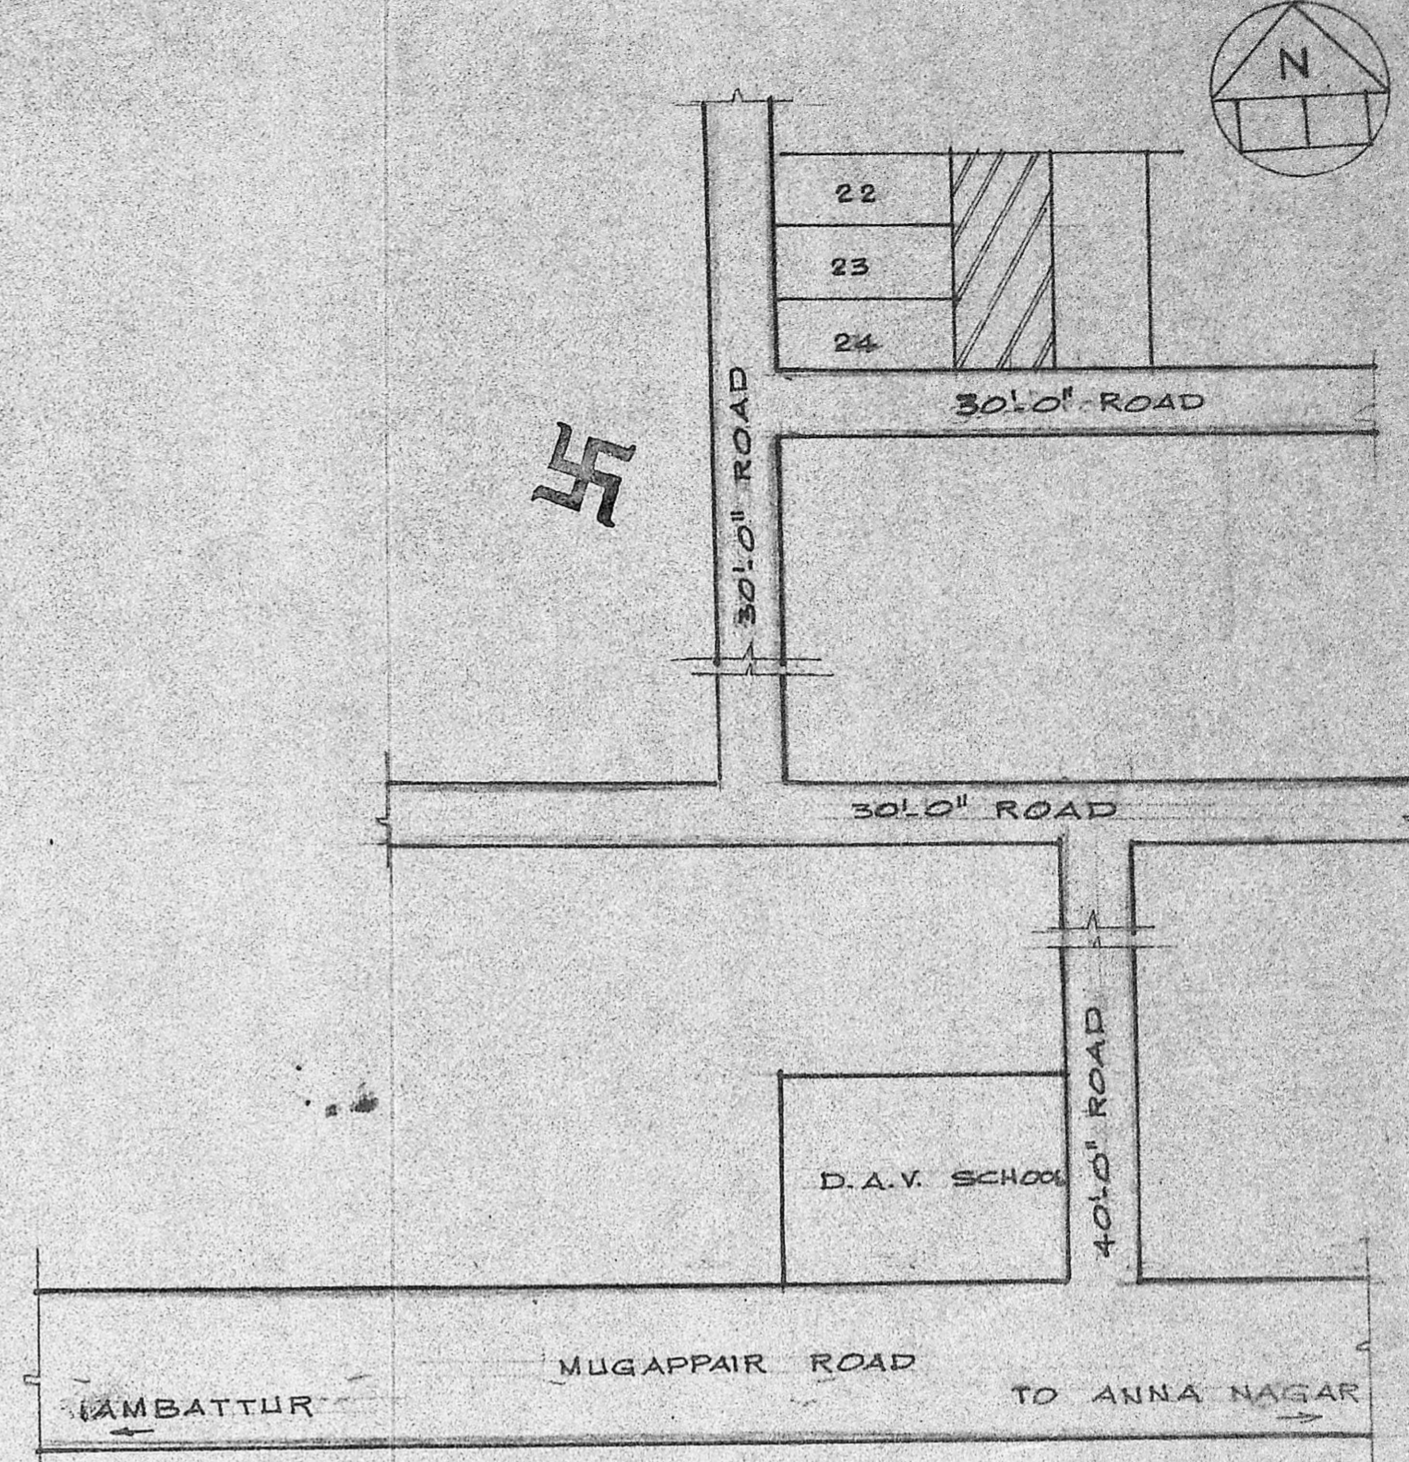 N
22
23
24
30'-0" ROAD
30'-0" ROAD
30'-0" ROAD
40'-0" ROAD
D.A.V. SCHOOL
MUGAPPAIR ROAD
AMBATTUR
TO ANNA NAGAR